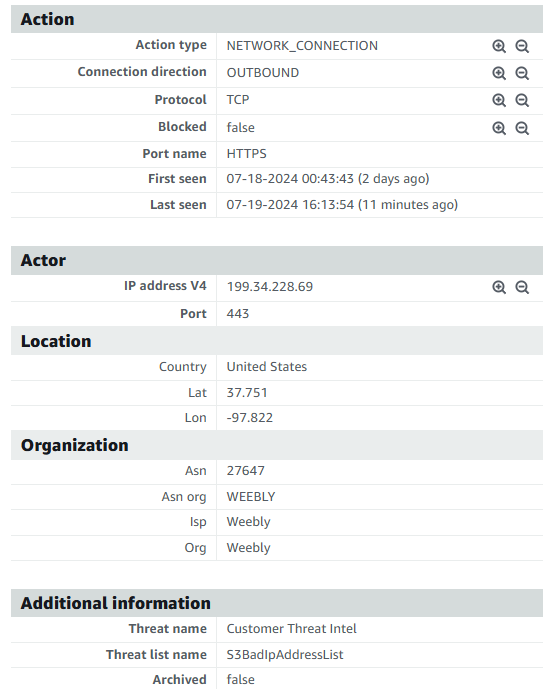 Action
Action type NETWORK_CONNECTION
Connection direction OUTBOUND
Protocol TCP
Blocked false
Port name HTTPS
First seen 07-18-2024 00:43:43 (2 days ago)
Last seen 07-19-2024 16:13:54 (11 minutes ago)
Actor
IP address V4 199.34.228.69
Port 443
Location
Country United States
Lat 37.751
Lon -97.822
Organization
Asn 27647
Asn org WEEBLY
Isp Weebly
Org Weebly
Additional information
Threat name Customer Threat Intel
Threat list name S3BadIpAddressList
Archived false